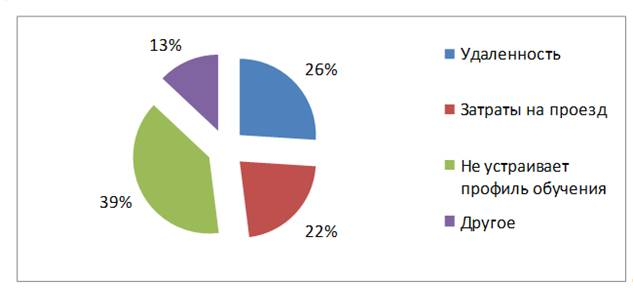 13%
26%
39%
22%
Удаленность
Затраты на проезд
Не устраивает
профиль обучения
Другое